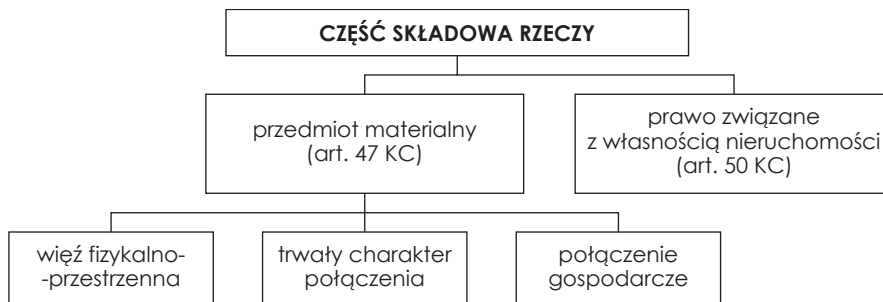 CZĘŚĆ SKŁADOWA RZECZY
przedmiot materialny
(art. 47 KC)
prawo związane
z własnością nieruchomości
(art. 50 KC)
więź fizykalno-
-przestrzenna
trwały charakter
połączenia
połączenie
gospodarcze